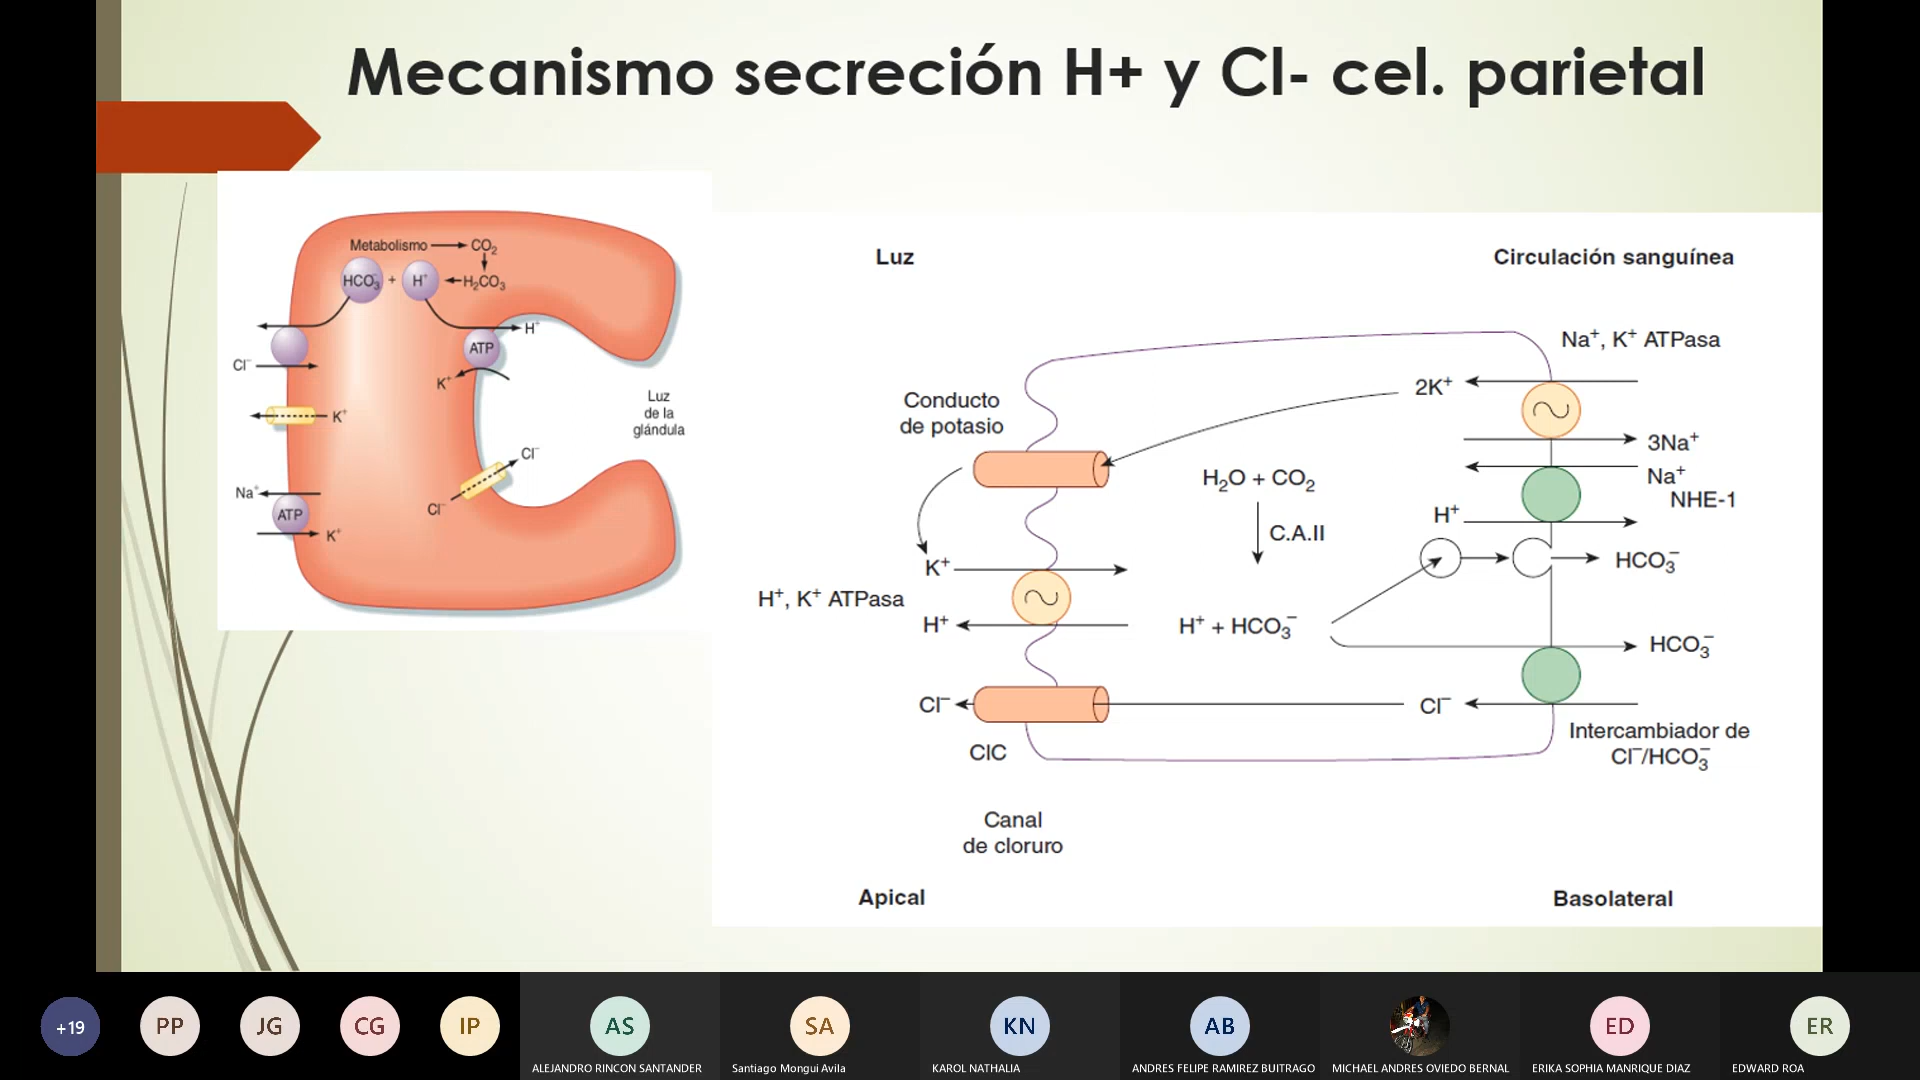 Mecanismo secreción H+ y Cl- cel. parietal
Metabolismo → CO₂
HCO₃⁻ + H⁺ ← H₂CO₃
H⁺
ATP
Cl⁻
K⁺
K⁺
Luz
de la
glándula
Cl⁻
Cl⁻
Na⁺
ATP
K⁺
Luz
Circulación sanguínea
Na⁺, K⁺ ATPasa
2K⁺
Conducto
de potasio
3Na⁺
Na⁺
NHE-1
H₂O + CO₂
H⁺
C.A.II
K⁺
HCO₃⁻
H⁺, K⁺ ATPasa
H⁺
H⁺ + HCO₃⁻
HCO₃⁻
Cl⁻
Cl⁻
Intercambiador de
Cl⁻/HCO₃⁻
ClC
Canal
de cloruro
Apical
Basolateral
+19
PP
JG
CG
IP
AS
SA
KN
AB
ED
ER
ALEJANDRO RINCON SANTANDER
Santiago Mongui Avila
KAROL NATHALIA
ANDRES FELIPE RAMIREZ BUITRAGO
MICHAEL ANDRES OVIEDO BERNAL
ERIKA SOPHIA MANRIQUE DIAZ
EDWARD ROA